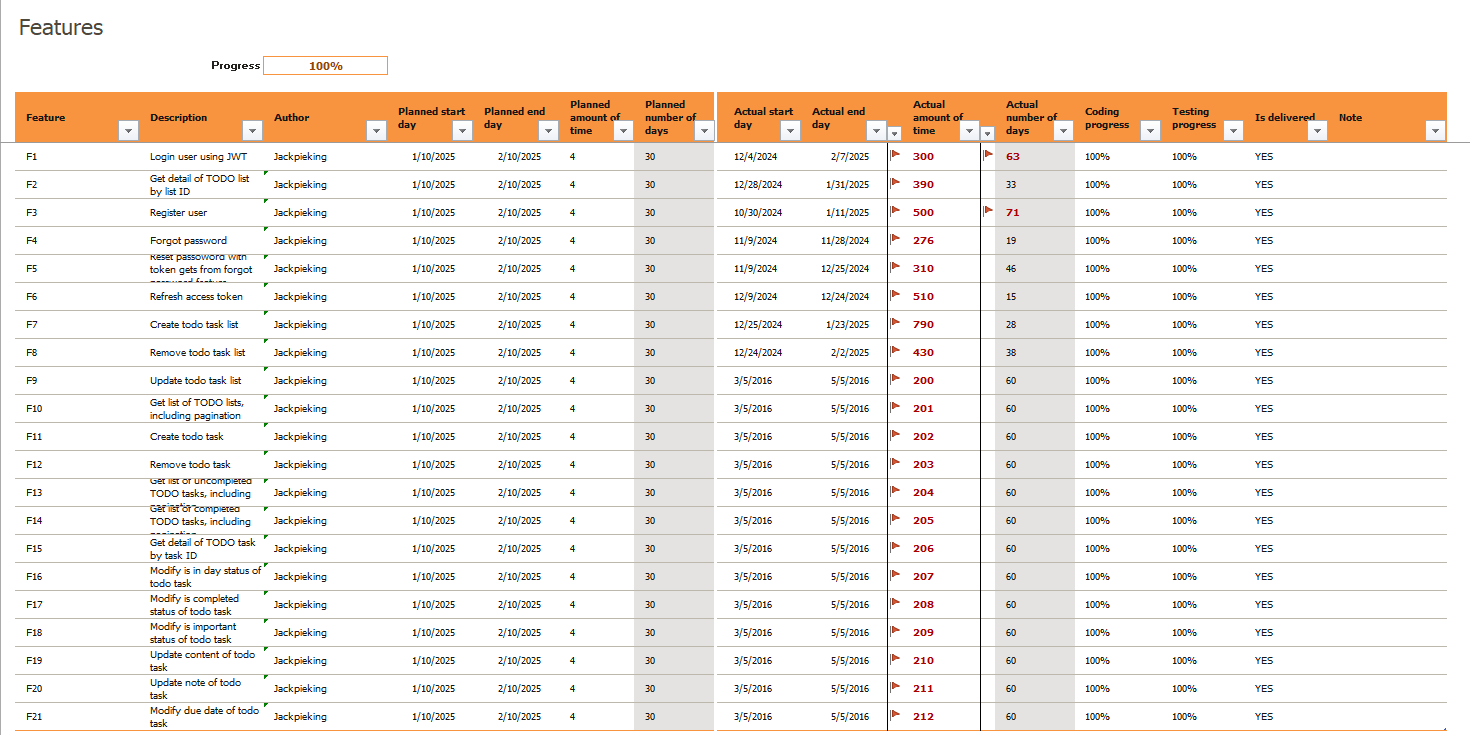 Features
Progress 100%
Feature Description Author Planned start day Planned end day Planned amount of time Planned number of days Actual start day Actual end day Actual amount of time Actual number of days Coding progress Testing progress Is delivered Note
F1 Login user using JWT Jackpieking 1/10/2025 2/10/2025 4 30 12/4/2024 2/7/2025 300 63 100% 100% YES
F2 Get detail of TODO list by list ID Jackpieking 1/10/2025 2/10/2025 4 30 12/28/2024 1/31/2025 390 33 100% 100% YES
F3 Register user Jackpieking 1/10/2025 2/10/2025 4 30 10/30/2024 1/11/2025 500 71 100% 100% YES
F4 Forgot password Jackpieking 1/10/2025 2/10/2025 4 30 11/9/2024 11/28/2024 276 19 100% 100% YES
F5 Reset passoword with token gets from forgot password feature Jackpieking 1/10/2025 2/10/2025 4 30 11/9/2024 12/25/2024 310 46 100% 100% YES
F6 Refresh access token Jackpieking 1/10/2025 2/10/2025 4 30 12/9/2024 12/24/2024 510 15 100% 100% YES
F7 Create todo task list Jackpieking 1/10/2025 2/10/2025 4 30 12/25/2024 1/23/2025 790 28 100% 100% YES
F8 Remove todo task list Jackpieking 1/10/2025 2/10/2025 4 30 12/24/2024 2/2/2025 430 38 100% 100% YES
F9 Update todo task list Jackpieking 1/10/2025 2/10/2025 4 30 3/5/2016 5/5/2016 200 60 100% 100% YES
F10 Get list of TODO lists, including pagination Jackpieking 1/10/2025 2/10/2025 4 30 3/5/2016 5/5/2016 201 60 100% 100% YES
F11 Create todo task Jackpieking 1/10/2025 2/10/2025 4 30 3/5/2016 5/5/2016 202 60 100% 100% YES
F12 Remove todo task Jackpieking 1/10/2025 2/10/2025 4 30 3/5/2016 5/5/2016 203 60 100% 100% YES
F13 Get list of uncompleted TODO tasks, including pagination Jackpieking 1/10/2025 2/10/2025 4 30 3/5/2016 5/5/2016 204 60 100% 100% YES
F14 Get list of completed TODO tasks, including pagination Jackpieking 1/10/2025 2/10/2025 4 30 3/5/2016 5/5/2016 205 60 100% 100% YES
F15 Get detail of TODO task by task ID Jackpieking 1/10/2025 2/10/2025 4 30 3/5/2016 5/5/2016 206 60 100% 100% YES
F16 Modify is in day status of todo task Jackpieking 1/10/2025 2/10/2025 4 30 3/5/2016 5/5/2016 207 60 100% 100% YES
F17 Modify is completed status of todo task Jackpieking 1/10/2025 2/10/2025 4 30 3/5/2016 5/5/2016 208 60 100% 100% YES
F18 Modify is important status of todo task Jackpieking 1/10/2025 2/10/2025 4 30 3/5/2016 5/5/2016 209 60 100% 100% YES
F19 Update content of todo task Jackpieking 1/10/2025 2/10/2025 4 30 3/5/2016 5/5/2016 210 60 100% 100% YES
F20 Update note of todo task Jackpieking 1/10/2025 2/10/2025 4 30 3/5/2016 5/5/2016 211 60 100% 100% YES
F21 Modify due date of todo task Jackpieking 1/10/2025 2/10/2025 4 30 3/5/2016 5/5/2016 212 60 100% 100% YES